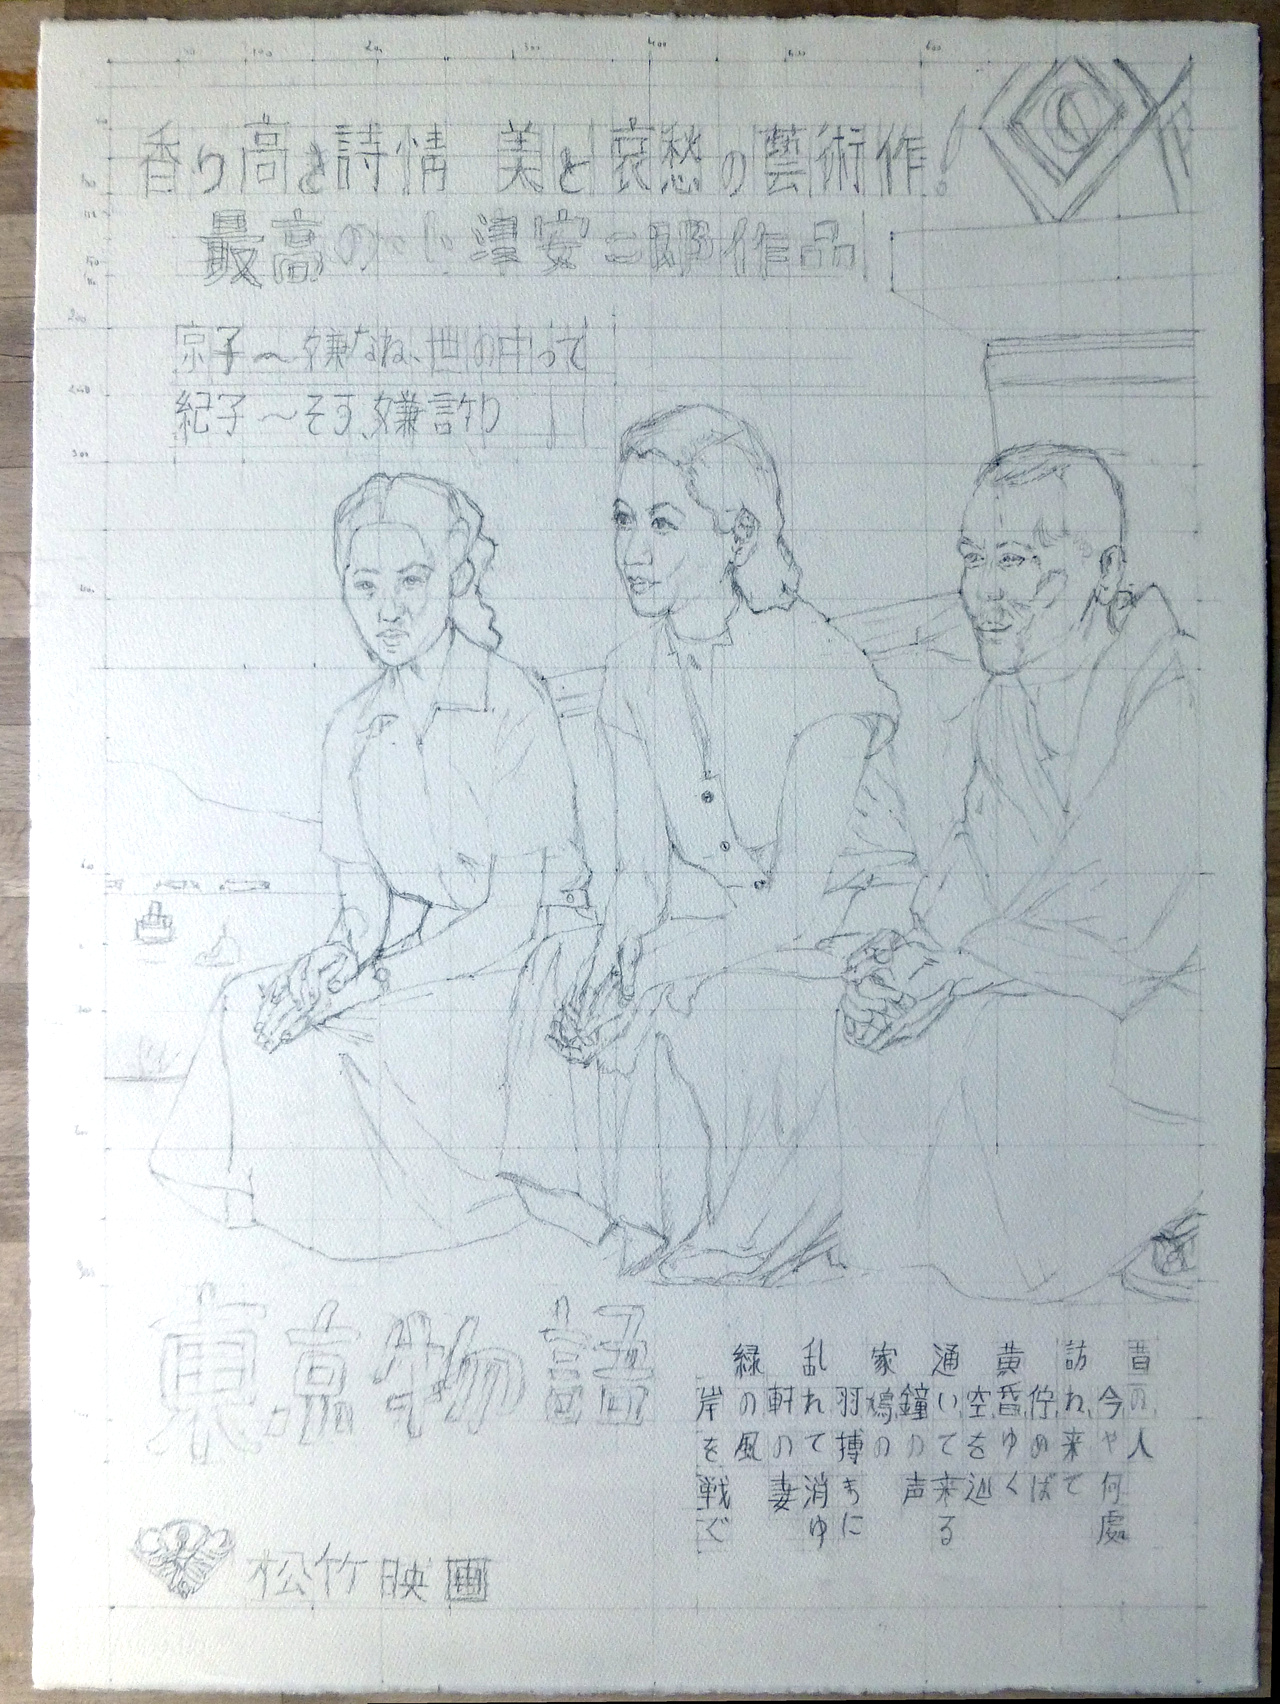 香り高き詩情 美と哀愁の藝術作!
最高の小津安二郎作品
京子〜嫌なね、世の中って
紀子〜そう、嫌許り
東京物語
昔の人
今や何處
訪れ来て
佇めば
黄昏ゆく
空を
通いて来る
鐘の声
家鳩の
羽搏きに
乱れて消ゆ
軒の妻
緑の風
岸を戦ぐ
松竹映画